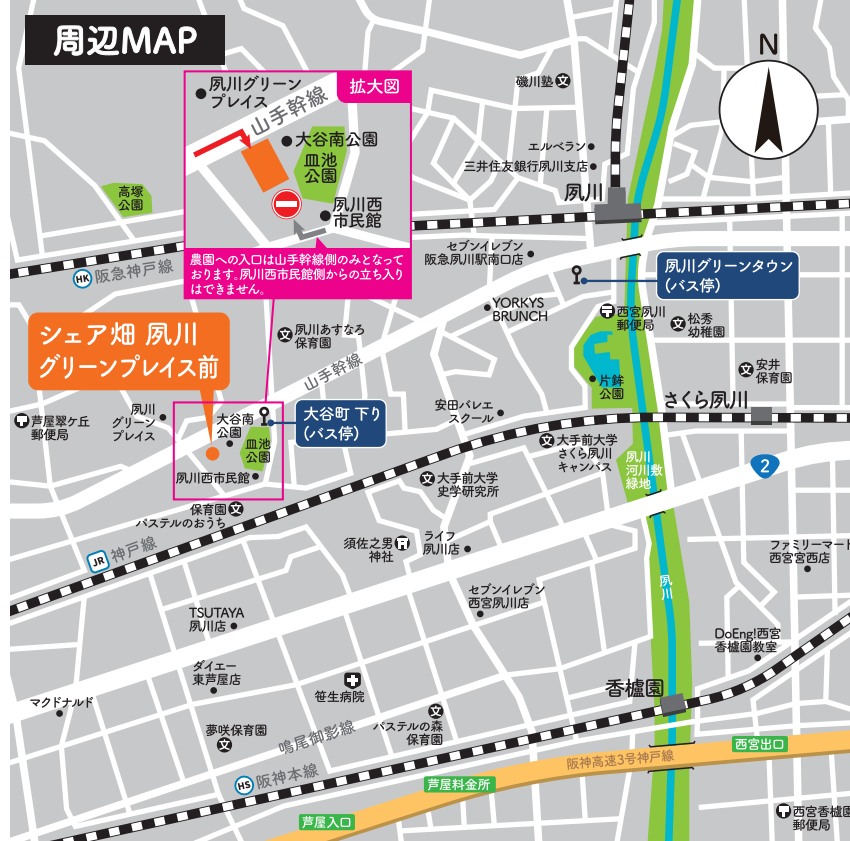 周辺MAP
N
拡大図
夙川グリーン
プレイス
山手幹線
大谷南公園
皿池
公園
夙川西
市民館
農園への入口は山手幹線側のみとなって
おります。夙川西市民館側からの立ち入り
はできません。
磯川塾
文
エルベラン
三井住友銀行夙川支店
夙川
高塚
公園
HK
阪急神戸線
セブンイレブン
阪急夙川駅南口店
夙川グリーンタウン
(バス停)
YORKYS
BRUNCH
西宮夙川
郵便局
文
松秀
幼稚園
シェア畑 夙川
グリーンプレイス前
文
夙川あすなろ
保育園
山手幹線
片鉾
公園
文
安井
保育園
さくら夙川
芦屋翠ケ丘
郵便局
夙川
グリーン
プレイス
大谷南
公園
皿池
公園
夙川西市民館
大谷町 下り
(バス停)
安田バレエ
スクール
文
大手前大学
さくら夙川
キャンパス
夙川
河川敷
緑地
2
文
大手前大学
史学研究所
保育園
パステルのおうち
文
JR
神戸線
須佐之男
神社
ライフ
夙川店
ファミリーマート
西宮宮西店
夙川
セブンイレブン
西宮夙川店
TSUTAYA
夙川店
DoEng!西宮
香櫨園教室
ダイエー
東芦屋店
笹生病院
香櫨園
マクドナルド
夢咲保育園
文
鳴尾御影線
文
パステルの森
保育園
HS
阪神本線
阪神高速3号神戸線
西宮出口
芦屋料金所
芦屋入口
西宮香櫨園
郵便局